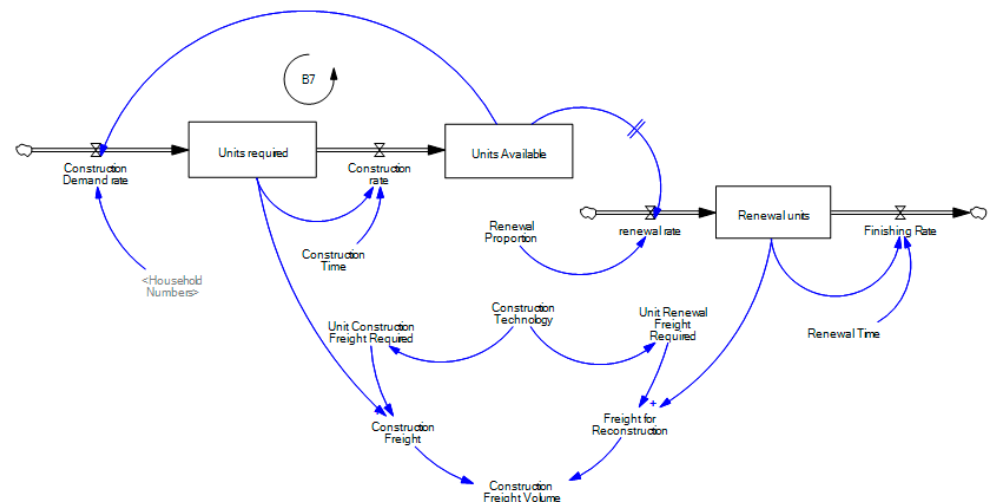 B7
Units required
Units Available
Construction
Demand rate
Construction
rate
Renewal units
Renewal
Proportion
renewal rate
Finishing Rate
Construction
Time
<Household
Numbers>
Construction
Technology
Unit Construction
Freight Required
Unit Renewal
Freight
Required
Renewal Time
+
+
Construction
Freight
Freight for
Reconstruction
Construction
Freight Volume